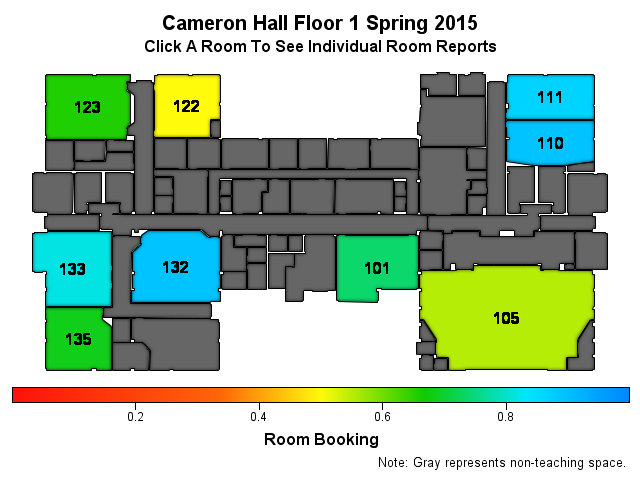 Cameron Hall Floor 1 Spring 2015
Click A Room To See Individual Room Reports
123
122
111
110
133
132
101
135
105
0.2 0.4 0.6 0.8
Room Booking
Note: Gray represents non-teaching space.